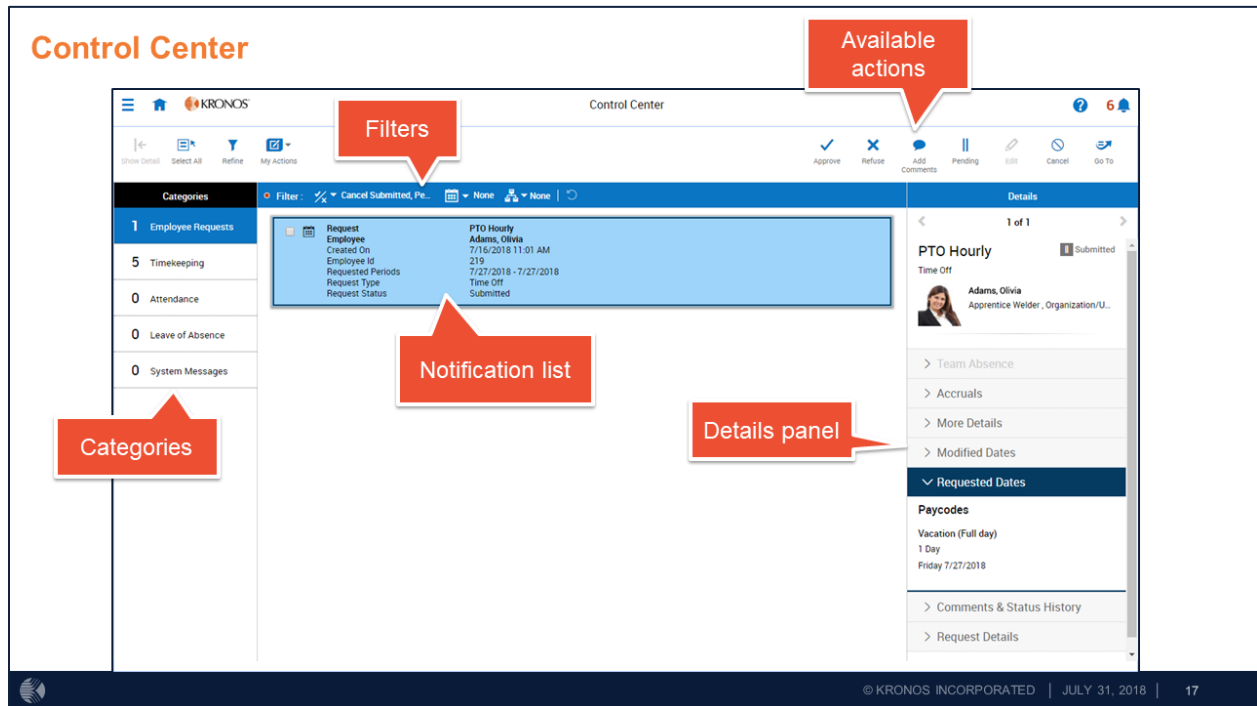 Control Center
Available
actions
KRONOS
Control Center
6
Filters
Show Detail
Select All
Refine
My Actions
Approve
Refuse
Add
Comments
Pending
Edit
Cancel
Go To
Categories
Filter : Cancel Submitted, Pe... None None
Details
1 Employee Requests
5 Timekeeping
0 Attendance
0 Leave of Absence
0 System Messages
Request PTO Hourly
Employee Adams, Olivia
Created On 7/16/2018 11:01 AM
Employee Id 219
Requested Periods 7/27/2018 - 7/27/2018
Request Type Time Off
Request Status Submitted
Notification list
Categories
Details panel
1 of 1
PTO Hourly Submitted
Time Off
Adams, Olivia
Apprentice Welder , Organization/U...
Team Absence
Accruals
More Details
Modified Dates
Requested Dates
Paycodes
Vacation (Full day)
1 Day
Friday 7/27/2018
Comments & Status History
Request Details
© KRONOS INCORPORATED | JULY 31, 2018 | 17